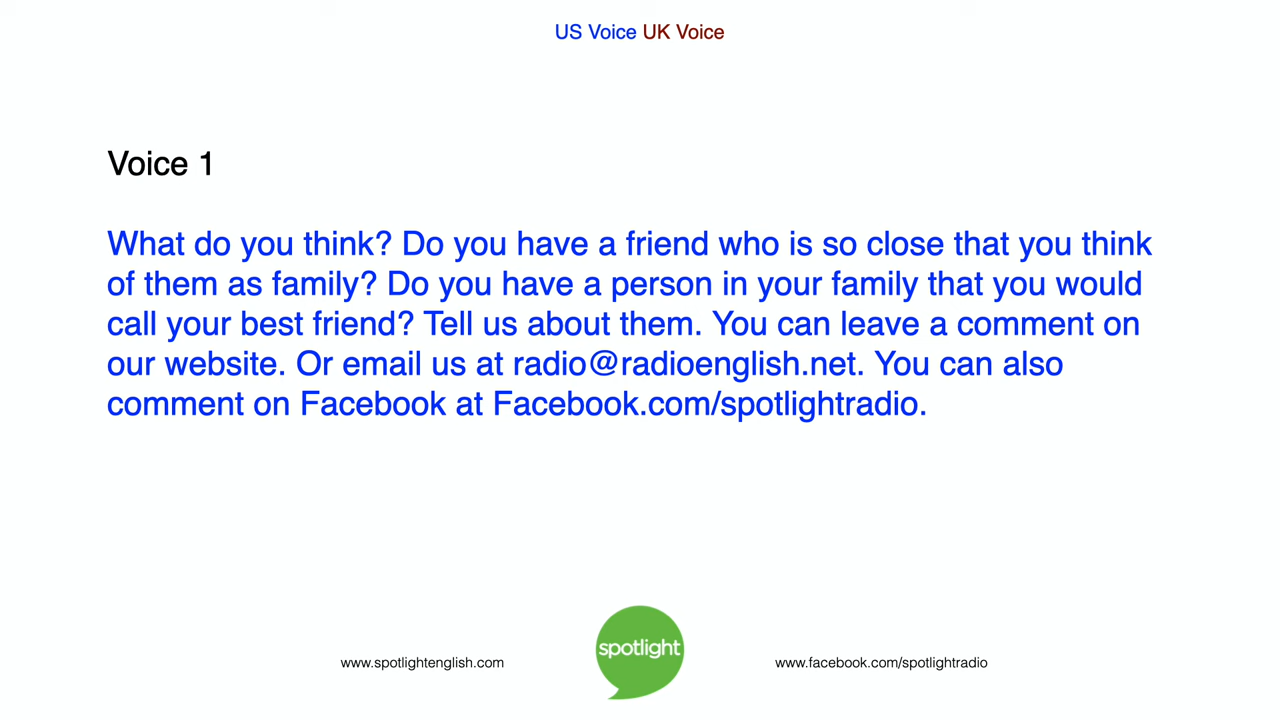 US Voice UK Voice
Voice 1
What do you think? Do you have a friend who is so close that you think
of them as family? Do you have a person in your family that you would
call your best friend? Tell us about them. You can leave a comment on
our website. Or email us at radio@radioenglish.net. You can also
comment on Facebook at Facebook.com/spotlightradio.
www.spotlightenglish.com
spotlight
www.facebook.com/spotlightradio